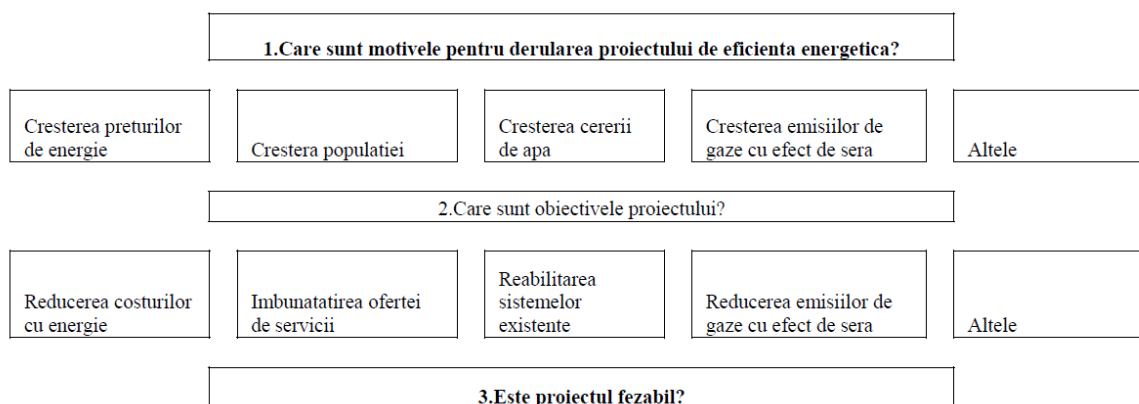 1.Care sunt motivele pentru derularea proiectului de eficienta energetica?
Cresterea preturilor
de energie
Crestera populatiei
Cresterea cererii
de apa
Cresterea emisiilor de
gaze cu efect de sera
Altele
2.Care sunt obiectivele proiectului?
Reducerea costurilor
cu energie
Imbunatatirea ofertei
de servicii
Reabilitarea
sistemelor
existente
Reducerea emisiilor de
gaze cu efect de sera
Altele
3.Este proiectul fezabil?